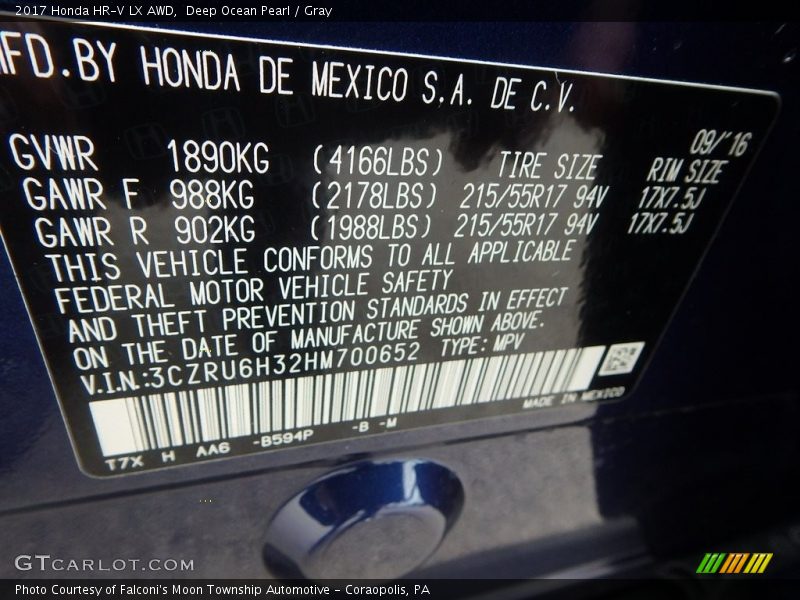 2017 Honda HR-V LX AWD, Deep Ocean Pearl / Gray
MFD.BY HONDA DE MEXICO S.A. DE C.V.
09/'16
GVWR 1890KG (4166LBS) TIRE SIZE RIM SIZE
GAWR F 988KG (2178LBS) 215/55R17 94V 17X7.5J
GAWR R 902KG (1988LBS) 215/55R17 94V 17X7.5J
THIS VEHICLE CONFORMS TO ALL APPLICABLE
FEDERAL MOTOR VEHICLE SAFETY
AND THEFT PREVENTION STANDARDS IN EFFECT
ON THE DATE OF MANUFACTURE SHOWN ABOVE.
V.I.N.:3CZRU6H32HM700652 TYPE: MPV
MADE IN MEXICO
T7X H AA6 -B594P -B -M
GTCARLOT.COM
Photo Courtesy of Falconi's Moon Township Automotive - Coraopolis, PA